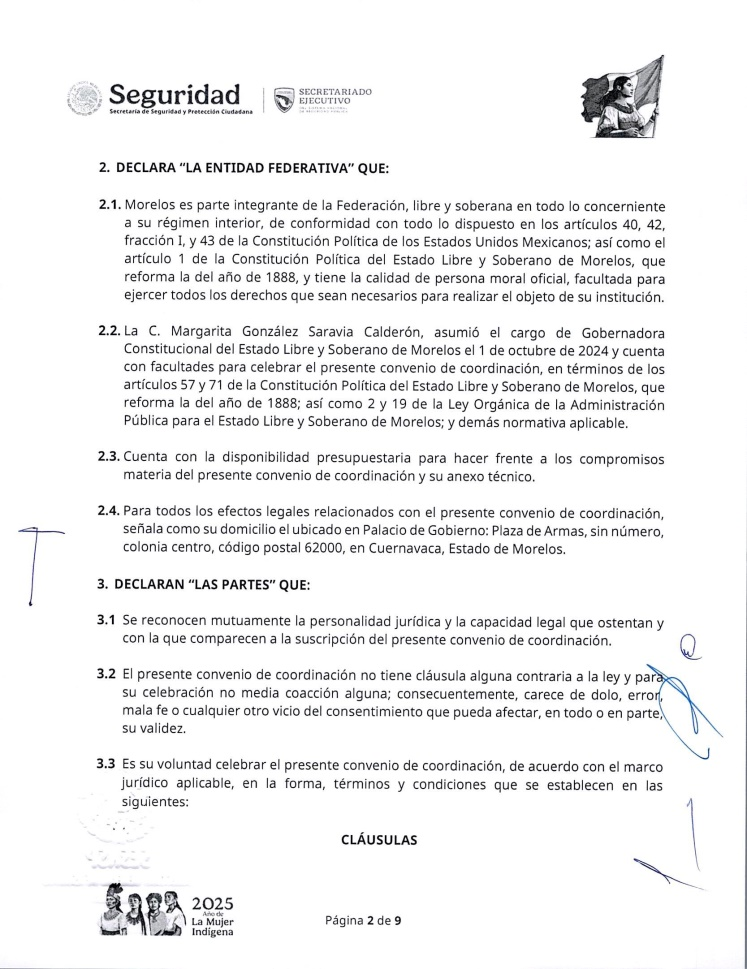 Seguridad
Secretaría de Seguridad y Protección Ciudadana
SECRETARIADO
EJECUTIVO
2. DECLARA “LA ENTIDAD FEDERATIVA” QUE:
2.1. Morelos es parte integrante de la Federación, libre y soberana en todo lo concerniente
a su régimen interior, de conformidad con todo lo dispuesto en los artículos 40, 42,
fracción I, y 43 de la Constitución Política de los Estados Unidos Mexicanos; así como el
artículo 1 de la Constitución Política del Estado Libre y Soberano de Morelos, que
reforma la del año de 1888, y tiene la calidad de persona moral oficial, facultada para
ejercer todos los derechos que sean necesarios para realizar el objeto de su institución.
2.2. La C. Margarita González Saravia Calderón, asumió el cargo de Gobernadora
Constitucional del Estado Libre y Soberano de Morelos el 1 de octubre de 2024 y cuenta
con facultades para celebrar el presente convenio de coordinación, en términos de los
artículos 57 y 71 de la Constitución Política del Estado Libre y Soberano de Morelos, que
reforma la del año de 1888; así como 2 y 19 de la Ley Orgánica de la Administración
Pública para el Estado Libre y Soberano de Morelos; y demás normativa aplicable.
2.3. Cuenta con la disponibilidad presupuestaria para hacer frente a los compromisos
materia del presente convenio de coordinación y su anexo técnico.
2.4. Para todos los efectos legales relacionados con el presente convenio de coordinación,
señala como su domicilio el ubicado en Palacio de Gobierno: Plaza de Armas, sin número,
colonia centro, código postal 62000, en Cuernavaca, Estado de Morelos.
3. DECLARAN “LAS PARTES” QUE:
3.1 Se reconocen mutuamente la personalidad jurídica y la capacidad legal que ostentan y
con la que comparecen a la suscripción del presente convenio de coordinación.
3.2 El presente convenio de coordinación no tiene cláusula alguna contraria a la ley y para
su celebración no media coacción alguna; consecuentemente, carece de dolo, error,
mala fe o cualquier otro vicio del consentimiento que pueda afectar, en todo o en parte,
su validez.
3.3 Es su voluntad celebrar el presente convenio de coordinación, de acuerdo con el marco
jurídico aplicable, en la forma, términos y condiciones que se establecen en las
siguientes:
CLÁUSULAS
2025
Año de
La Mujer
Indígena
Página 2 de 9